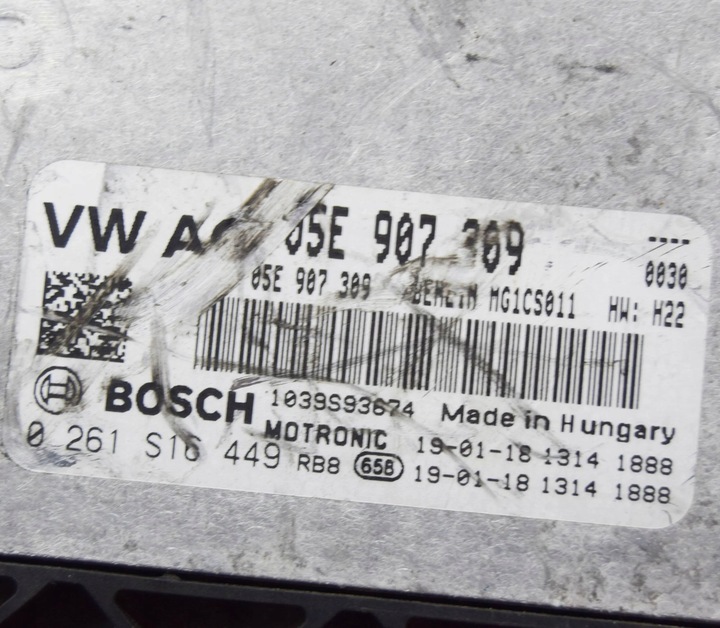 VW AG 05E 907 309 ----
0030
05E 907 309 MG1CS011 HW: H22
BOSCH 1039S93674 Made in Hungary
MOTRONIC 19-01-18 1314 1888
0 261 S16 449 RB8 658 19-01-18 1314 1888